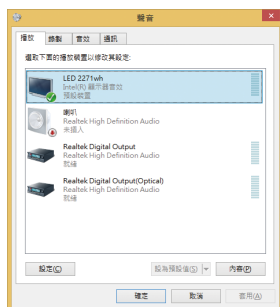 聲音
播放 錄製 音效 通訊
選取下面的播放裝置以修改其設定:
LED 2271wh
Intel(R) 顯示器音效
預設裝置
喇叭
Realtek High Definition Audio
未插入
Realtek Digital Output
Realtek High Definition Audio
就緒
Realtek Digital Output(Optical)
Realtek High Definition Audio
就緒
設定(C) 設為預設值(S) 內容(P)
確定 取消 套用(A)